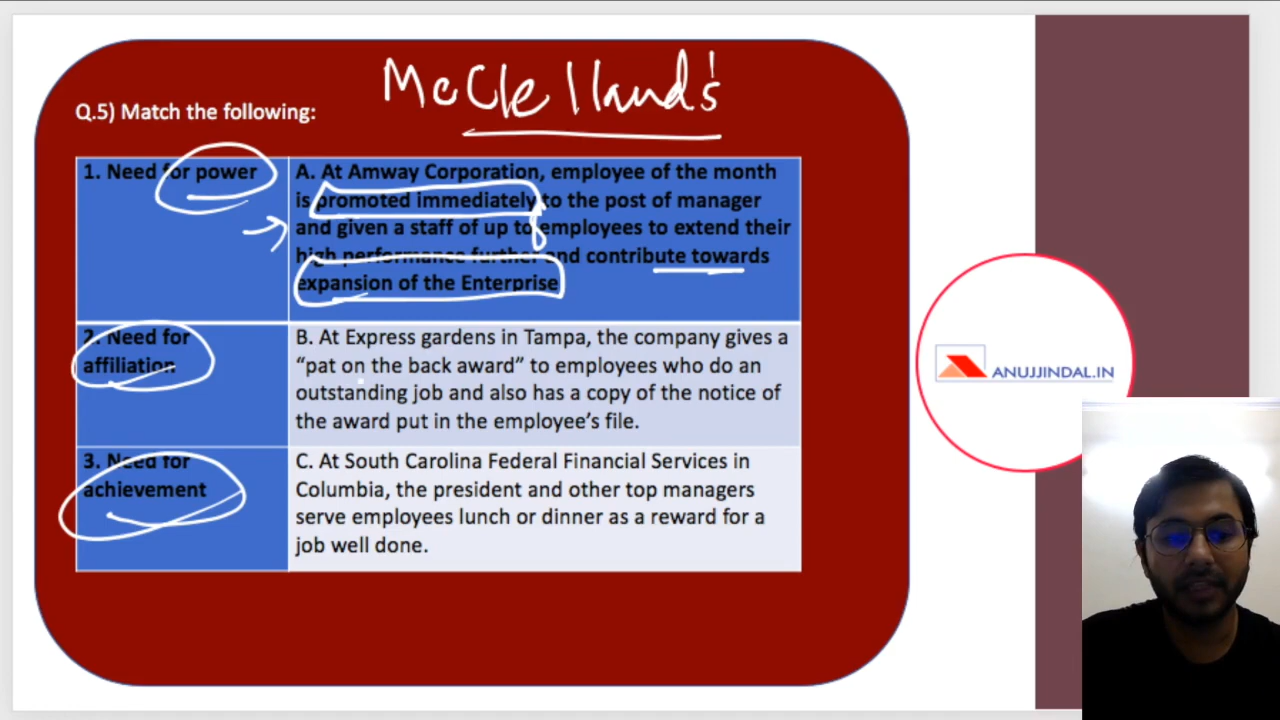 McClelland's
Q.5) Match the following:
1. Need for power
A. At Amway Corporation, employee of the month
is promoted immediately to the post of manager
and given a staff of up to employees to extend their
high performance further and contribute towards
expansion of the Enterprise
2. Need for
affiliation
B. At Express gardens in Tampa, the company gives a
“pat on the back award” to employees who do an
outstanding job and also has a copy of the notice of
the award put in the employee’s file.
3. Need for
achievement
C. At South Carolina Federal Financial Services in
Columbia, the president and other top managers
serve employees lunch or dinner as a reward for a
job well done.
ANUJJINDAL.IN